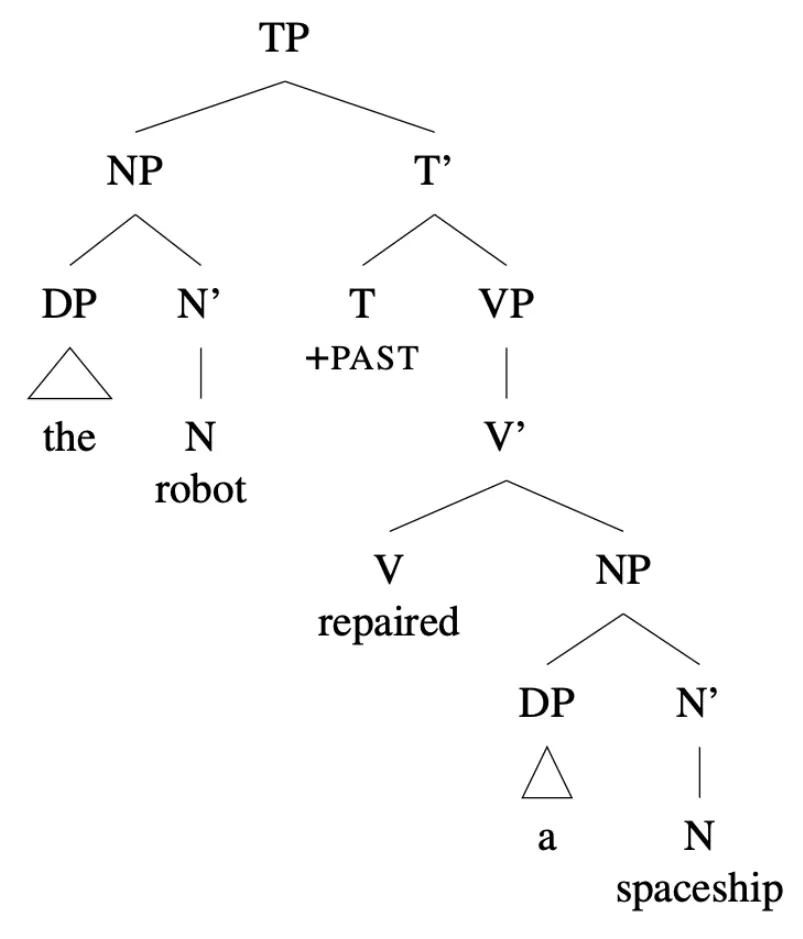 TP
NP T’
DP N’ T VP
+PAST
the N V’
robot
V NP
repaired
DP N’
a N
spaceship